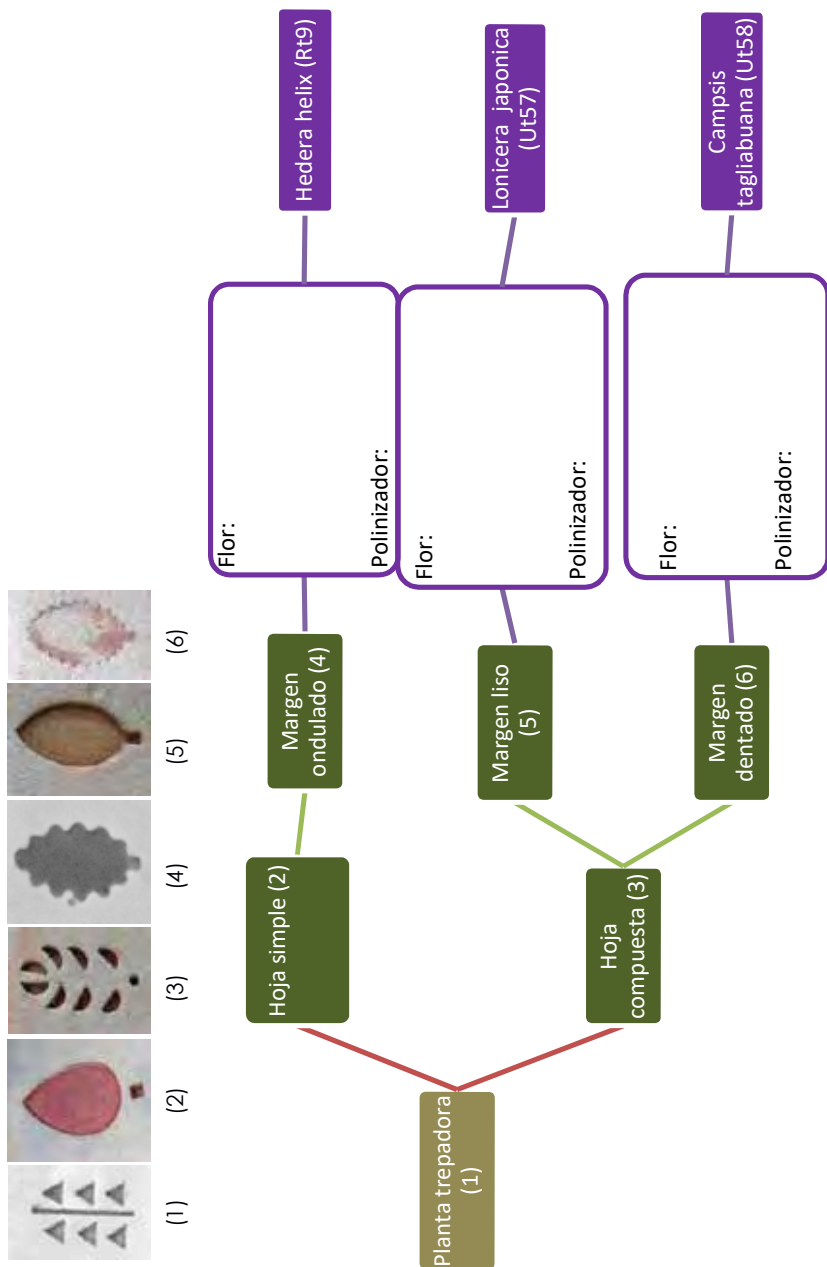 (1)
(2)
(3)
(4)
(5)
(6)
Planta trepadora
(1)
Hoja simple (2)
Margen
ondulado (4)
Flor:
Polinizador:
Hedera helix (Rt9)
Hoja
compuesta (3)
Margen liso
(5)
Flor:
Polinizador:
Lonicera japonica
(Ut57)
Margen
dentado (6)
Flor:
Polinizador:
Campsis
tagliabuana (Ut58)